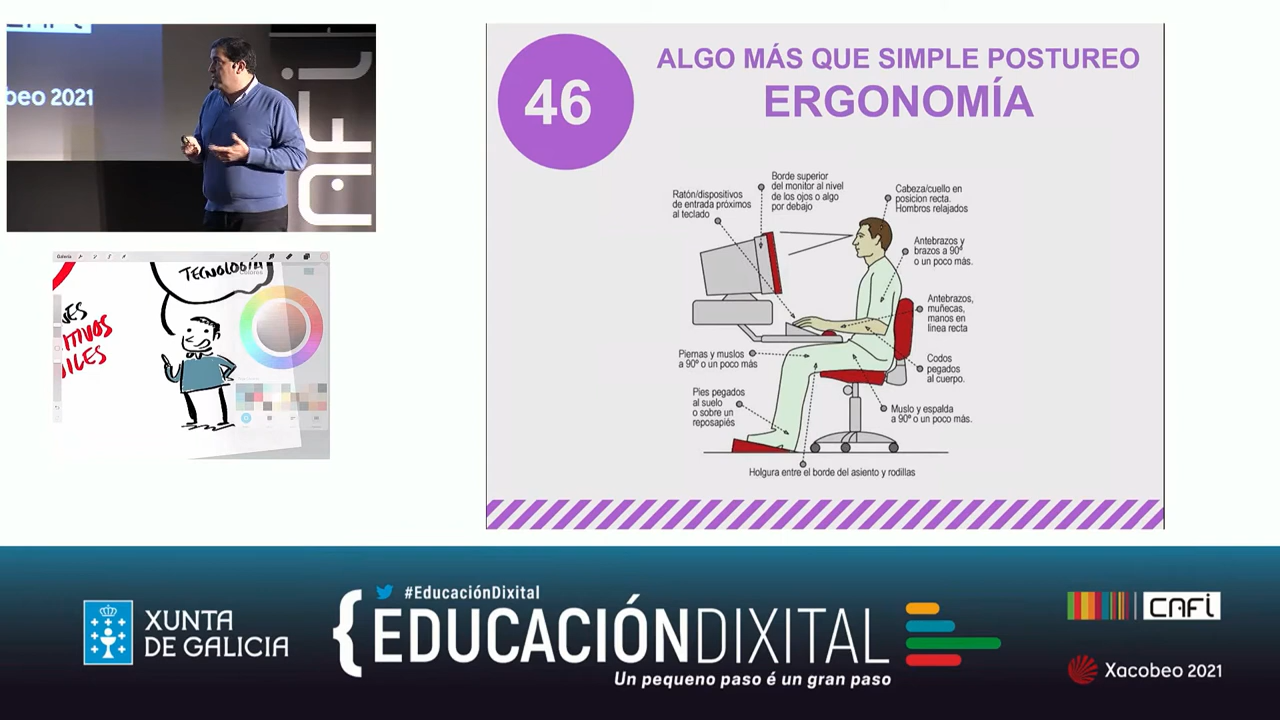 obeo 2021
46
ALGO MÁS QUE SIMPLE POSTUREO
ERGONOMÍA
Ratón/dispositivos
de entrada próximos
al teclado
Borde superior
del monitor al nivel
de los ojos o algo
por debajo
Cabeza/cuello en
posicion recta.
Hombros relajados
Antebrazos y
brazos a 90º
o un poco más.
Antebrazos,
muñecas,
manos en
linea recta
Codos
pegados
al cuerpo.
Muslo y espalda
a 90º o un poco más.
Piernas y muslos
a 90º o un poco más
Pies pegados
al suelo
o sobre un
reposapiés
Holgura entre el borde del asiento y rodillas
Galería
TECNOLOGÍA
Colores
XUNTA
DE GALICIA
#EducaciónDixital
{EDUCACIÓNDIXITAL
Un pequeno paso é un gran paso
CAFi
Xacobeo 2021